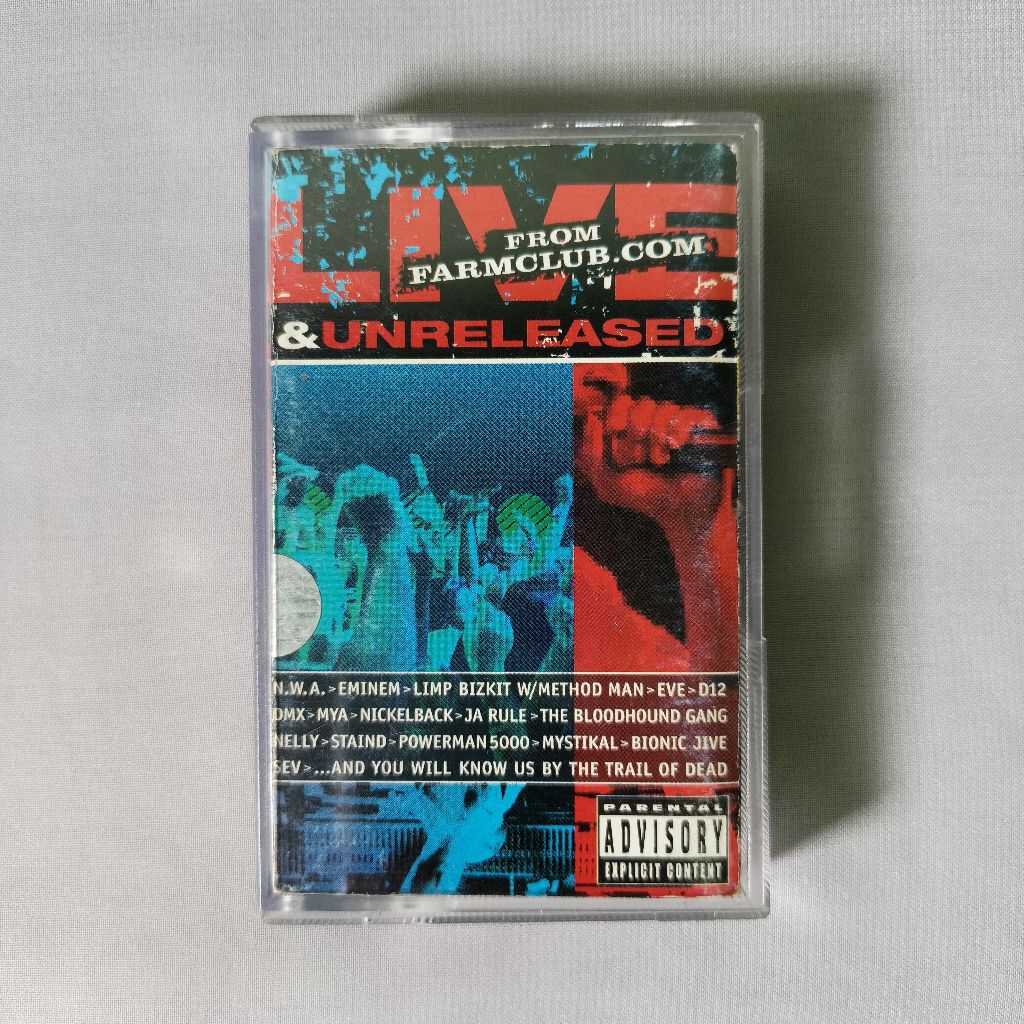 LIVE
FROM
FARMCLUB.COM
&UNRELEASED
N.W.A.>EMINEM>LIMP BIZKIT W/METHOD MAN>EVE>D12
DMX>MYA>NICKELBACK>JA RULE>THE BLOODHOUND GANG
NELLY>STAIND>POWERMAN 5000>MYSTIKAL>BIONIC JIVE
SEV>...AND YOU WILL KNOW US BY THE TRAIL OF DEAD
PARENTAL
ADVISORY
EXPLICIT CONTENT